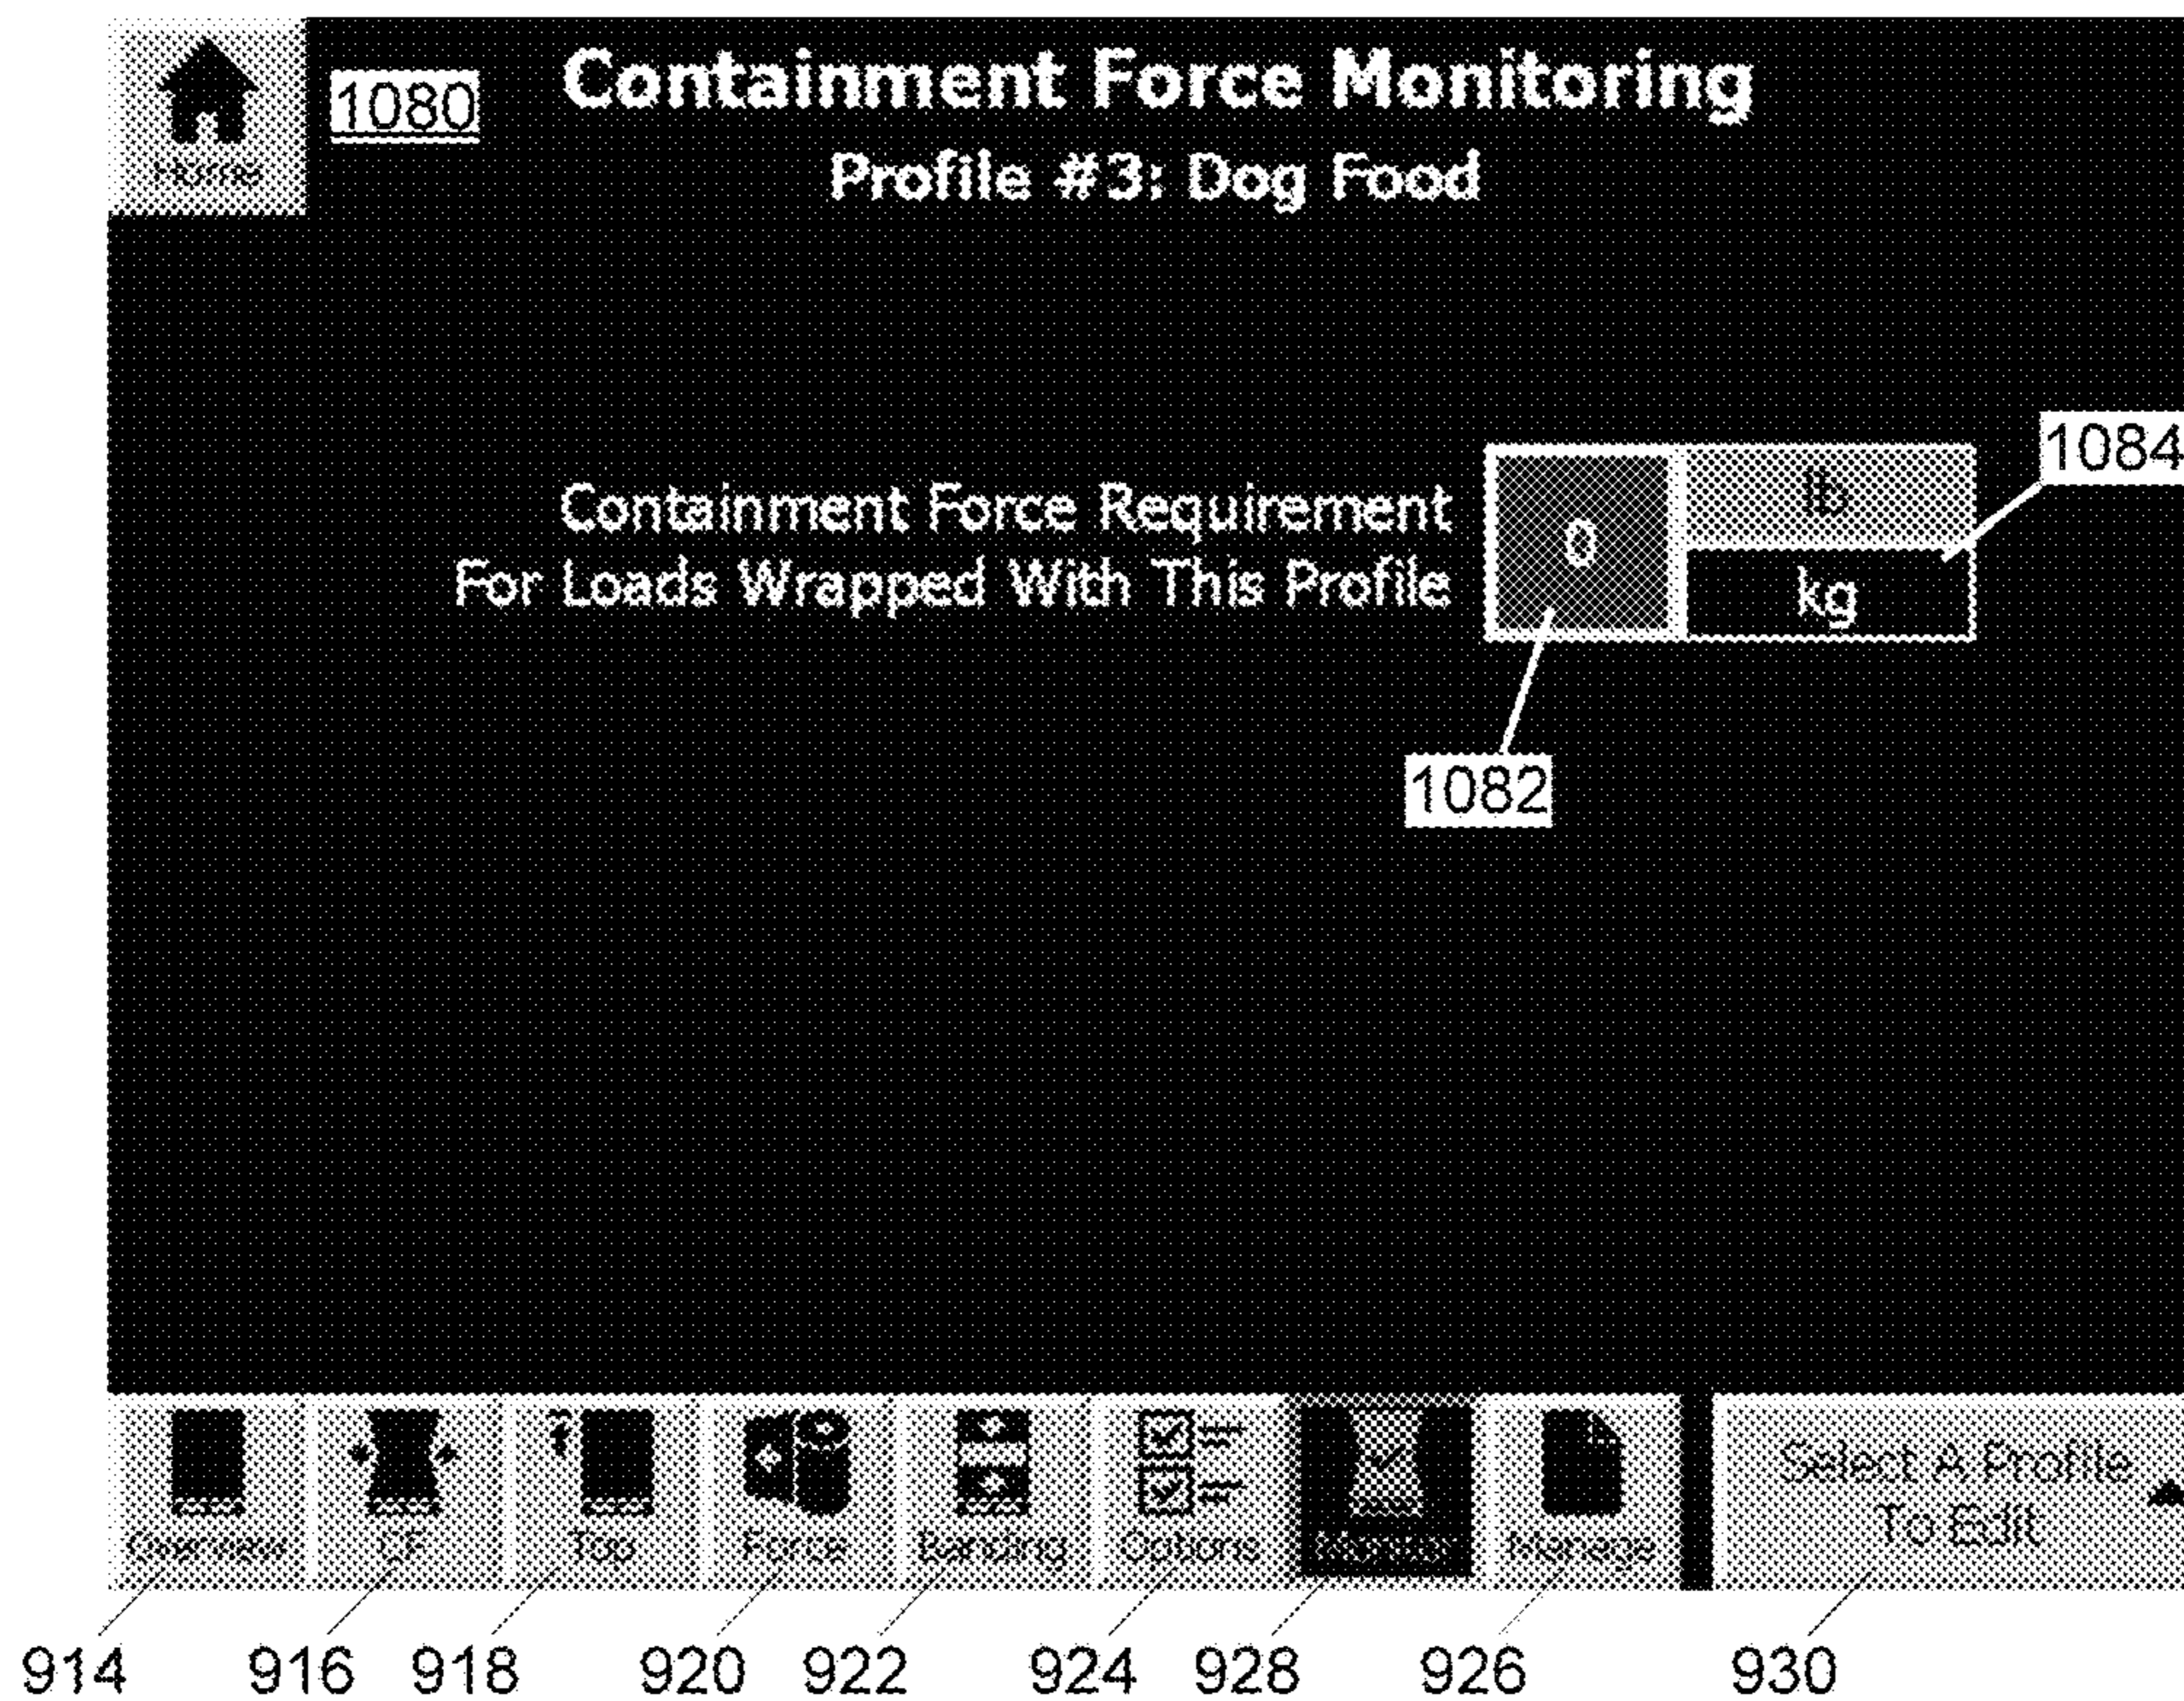 Home
1080
Containment Force Monitoring
Profile #3: Dog Food
1084
Containment Force Requirement
For Loads Wrapped With This Profile
0
lb
kg
1082
Overview
CF
Top
Force
Banding
Options
Monitor
Manage
Select A Profile
To Edit
914
916
918
920
922
924
928
926
930